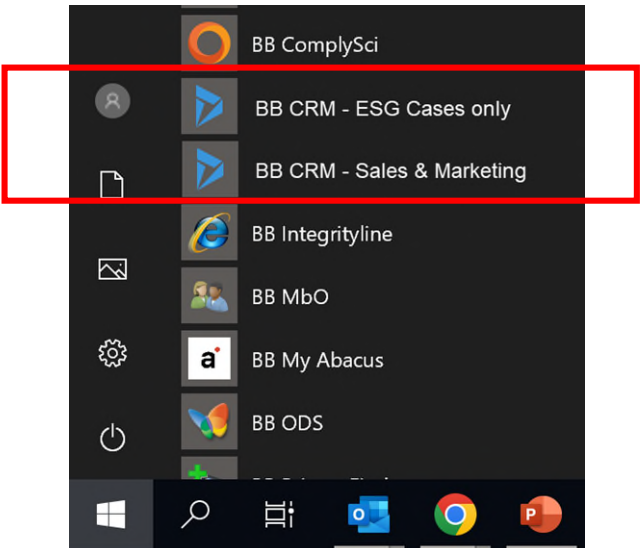 BB ComplySci
BB CRM - ESG Cases only
BB CRM - Sales & Marketing
BB Integrityline
BB MbO
a
BB My Abacus
BB ODS